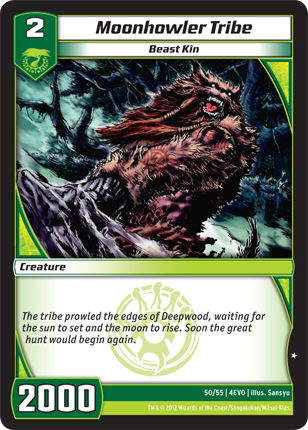 2
Moonhowler Tribe
Beast Kin
Creature
The tribe prowled the edges of Deepwood, waiting for
the sun to set and the moon to rise. Soon the great
hunt would begin again.
2000
50/55 | 4EVO | Illus. Sansyu
TM & © 2012 Wizards of the Coast/Shogakukan/Mitsui-Kids